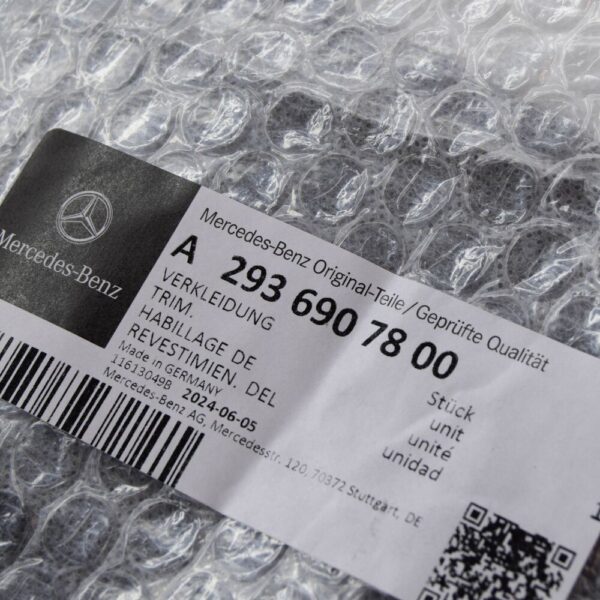 Mercedes-Benz
Mercedes-Benz Original-Teile/Geprüfte Qualität
A 293 690 78 00
VERKLEIDUNG
TRIM.
HABILLAGE DE
REVESTIMIEN. DEL
Made in GERMANY
11613049B 2024-06-05
Mercedes-Benz AG, Mercedesstr. 120, 70372 Stuttgart, DE
Stück
unit
unité
unidad